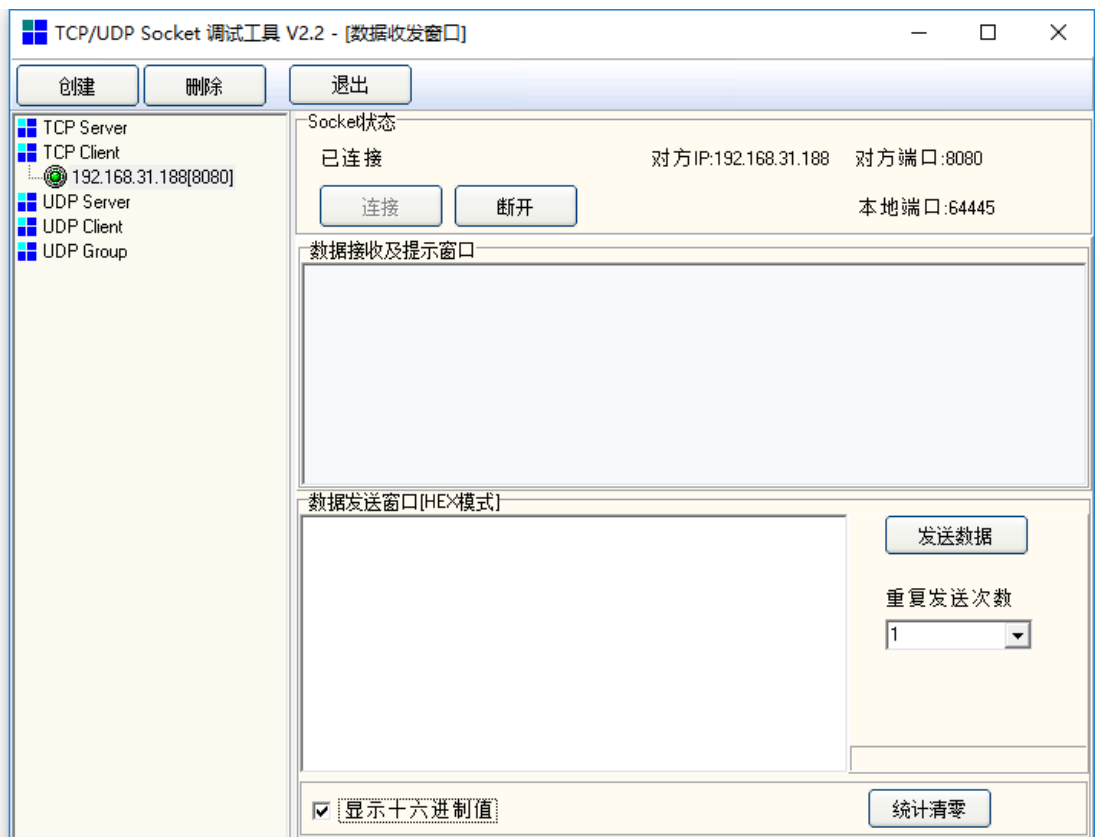 TCP/UDP Socket 调试工具 V2.2 - [数据收发窗口]
创建 删除 退出
TCP Server
TCP Client
192.168.31.188[8080]
UDP Server
UDP Client
UDP Group
Socket状态
已连接 对方IP:192.168.31.188 对方端口:8080
连接 断开 本地端口:64445
数据接收及提示窗口
数据发送窗口[HEX模式]
发送数据
重复发送次数
1
显示十六进制值 统计清零